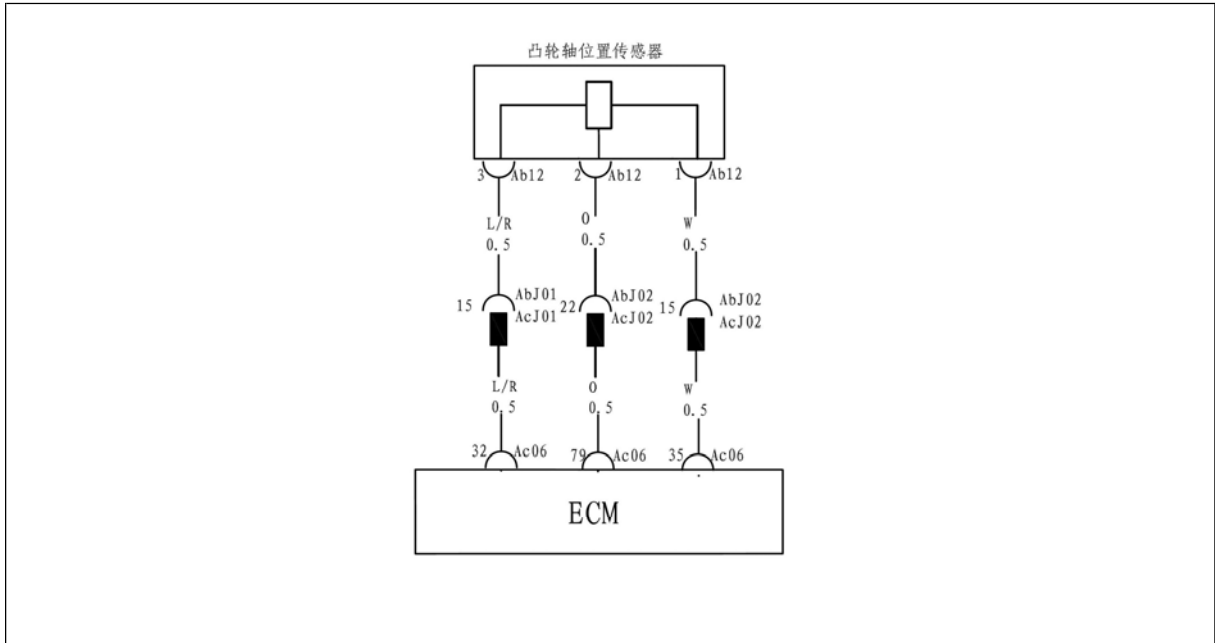 凸轮轴位置传感器
3 Ab12 2 Ab12 1 Ab12
L/R O W
0.5 0.5 0.5
15 AbJ01 22 AbJ02 15 AbJ02
AcJ01 AcJ02 AcJ02
L/R O W
0.5 0.5 0.5
32 Ac06 79 Ac06 35 Ac06
ECM